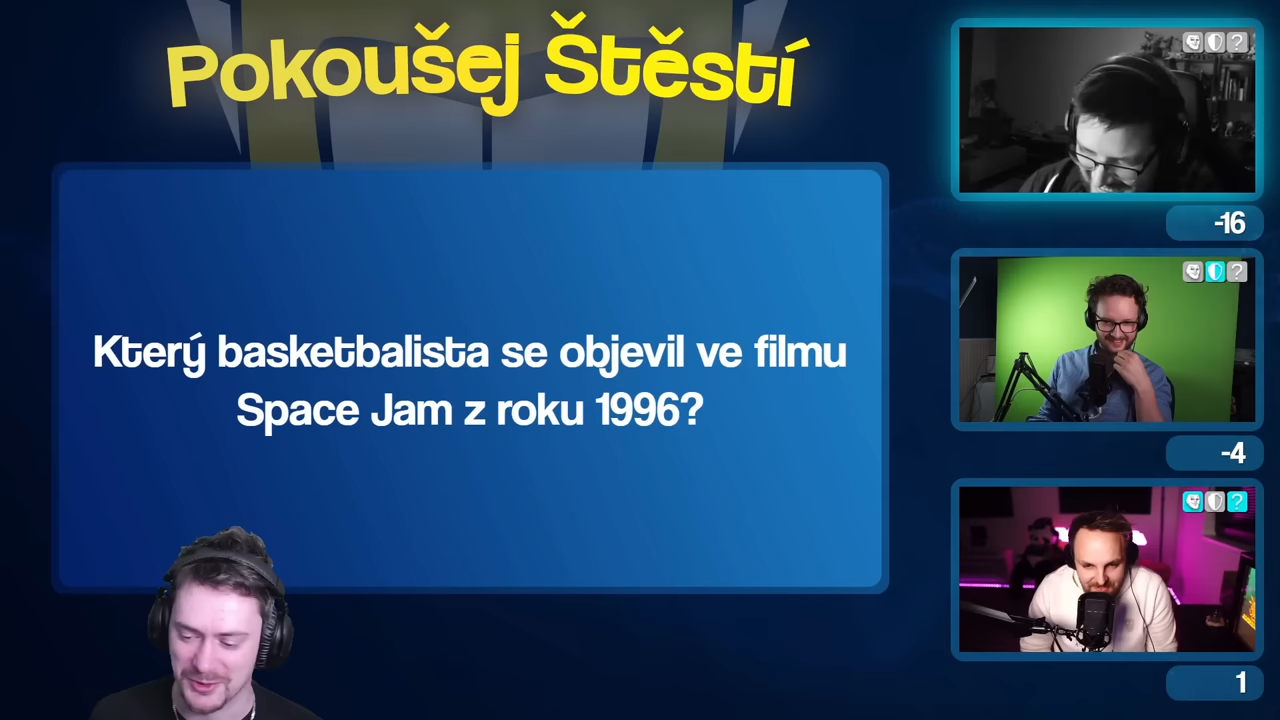 Pokoušej Štěstí
Který basketbalista se objevil ve filmu
Space Jam z roku 1996?
?
-16
?
-4
?
1